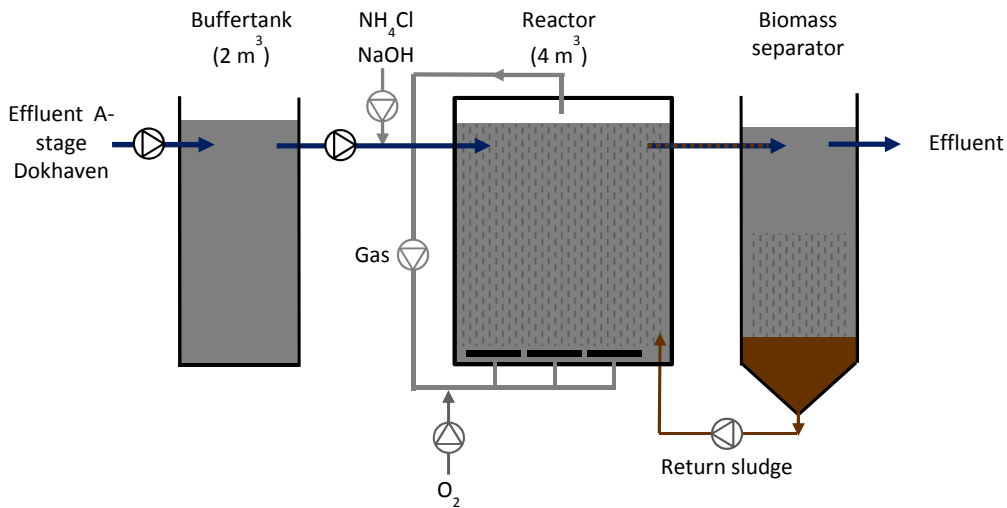 Buffertank
(2 m³)
NH₄Cl
NaOH
Reactor
(4 m³)
Biomass
separator
Effluent A-
stage
Dokhaven
Effluent
Gas
Return sludge
O₂